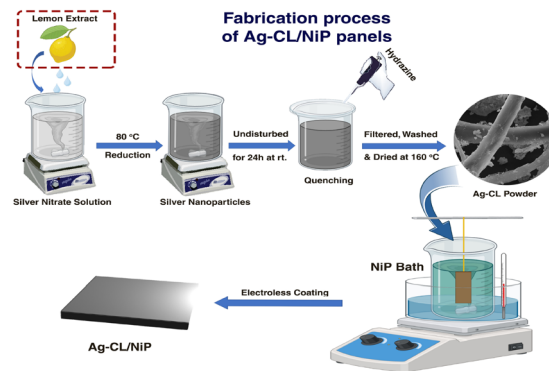 Fabrication process
of Ag-CL/NiP panels
Lemon Extract
Hydrazine
80 °C
Reduction
Undisturbed
for 24h at rt.
Filtered, Washed
& Dried at 160 °C
Silver Nitrate Solution
Silver Nanoparticles
Quenching
Ag-CL Powder
NiP Bath
Electroless Coating
Ag-CL/NiP